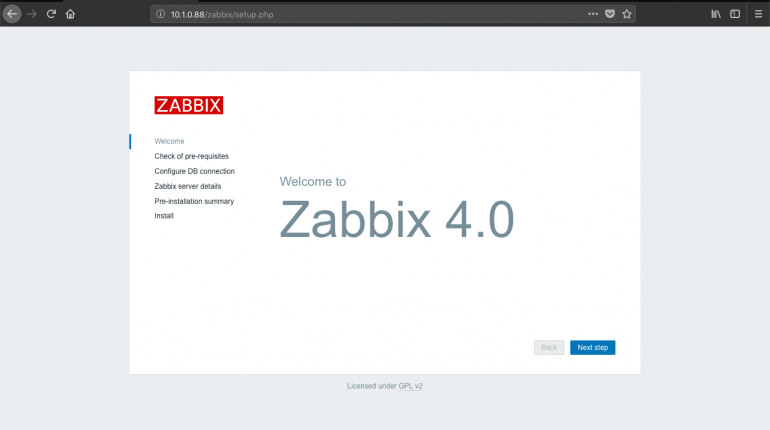 10.1.0.88/zabbix/setup.php
ZABBIX
Welcome
Check of pre-requisites
Configure DB connection
Zabbix server details
Pre-installation summary
Install
Welcome to
Zabbix 4.0
Back
Next step
Licensed under GPL v2